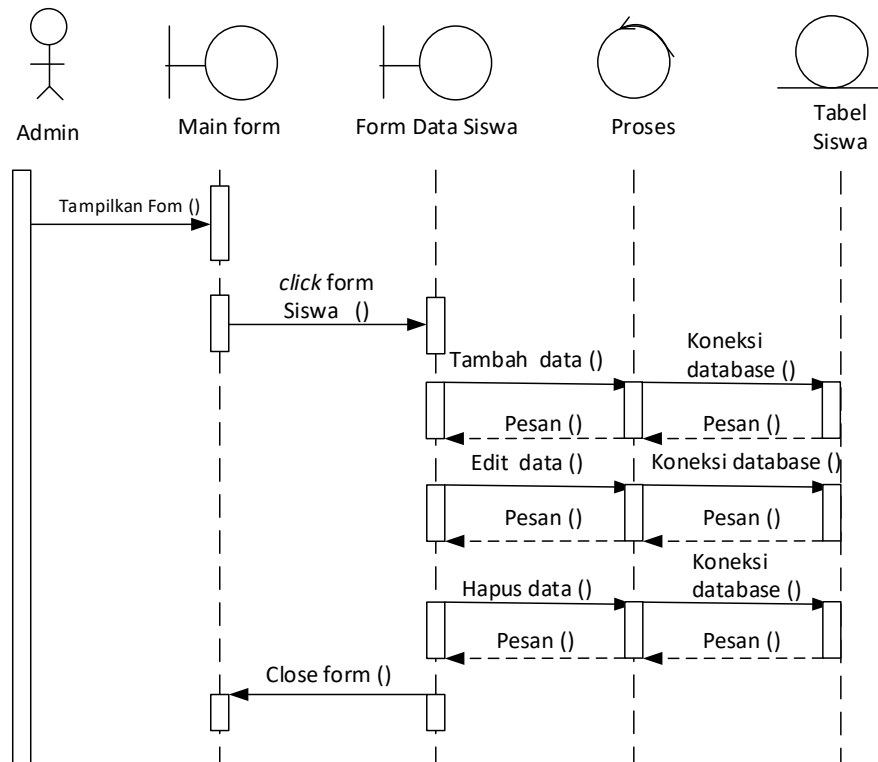 Admin
Main form
Form Data Siswa
Proses
Tabel
Siswa
Tampilkan Fom ()
click form
Siswa ()
Tambah data ()
Koneksi
database ()
Pesan ()
Pesan ()
Edit data ()
Koneksi database ()
Pesan ()
Pesan ()
Koneksi
database ()
Hapus data ()
Pesan ()
Pesan ()
Close form ()